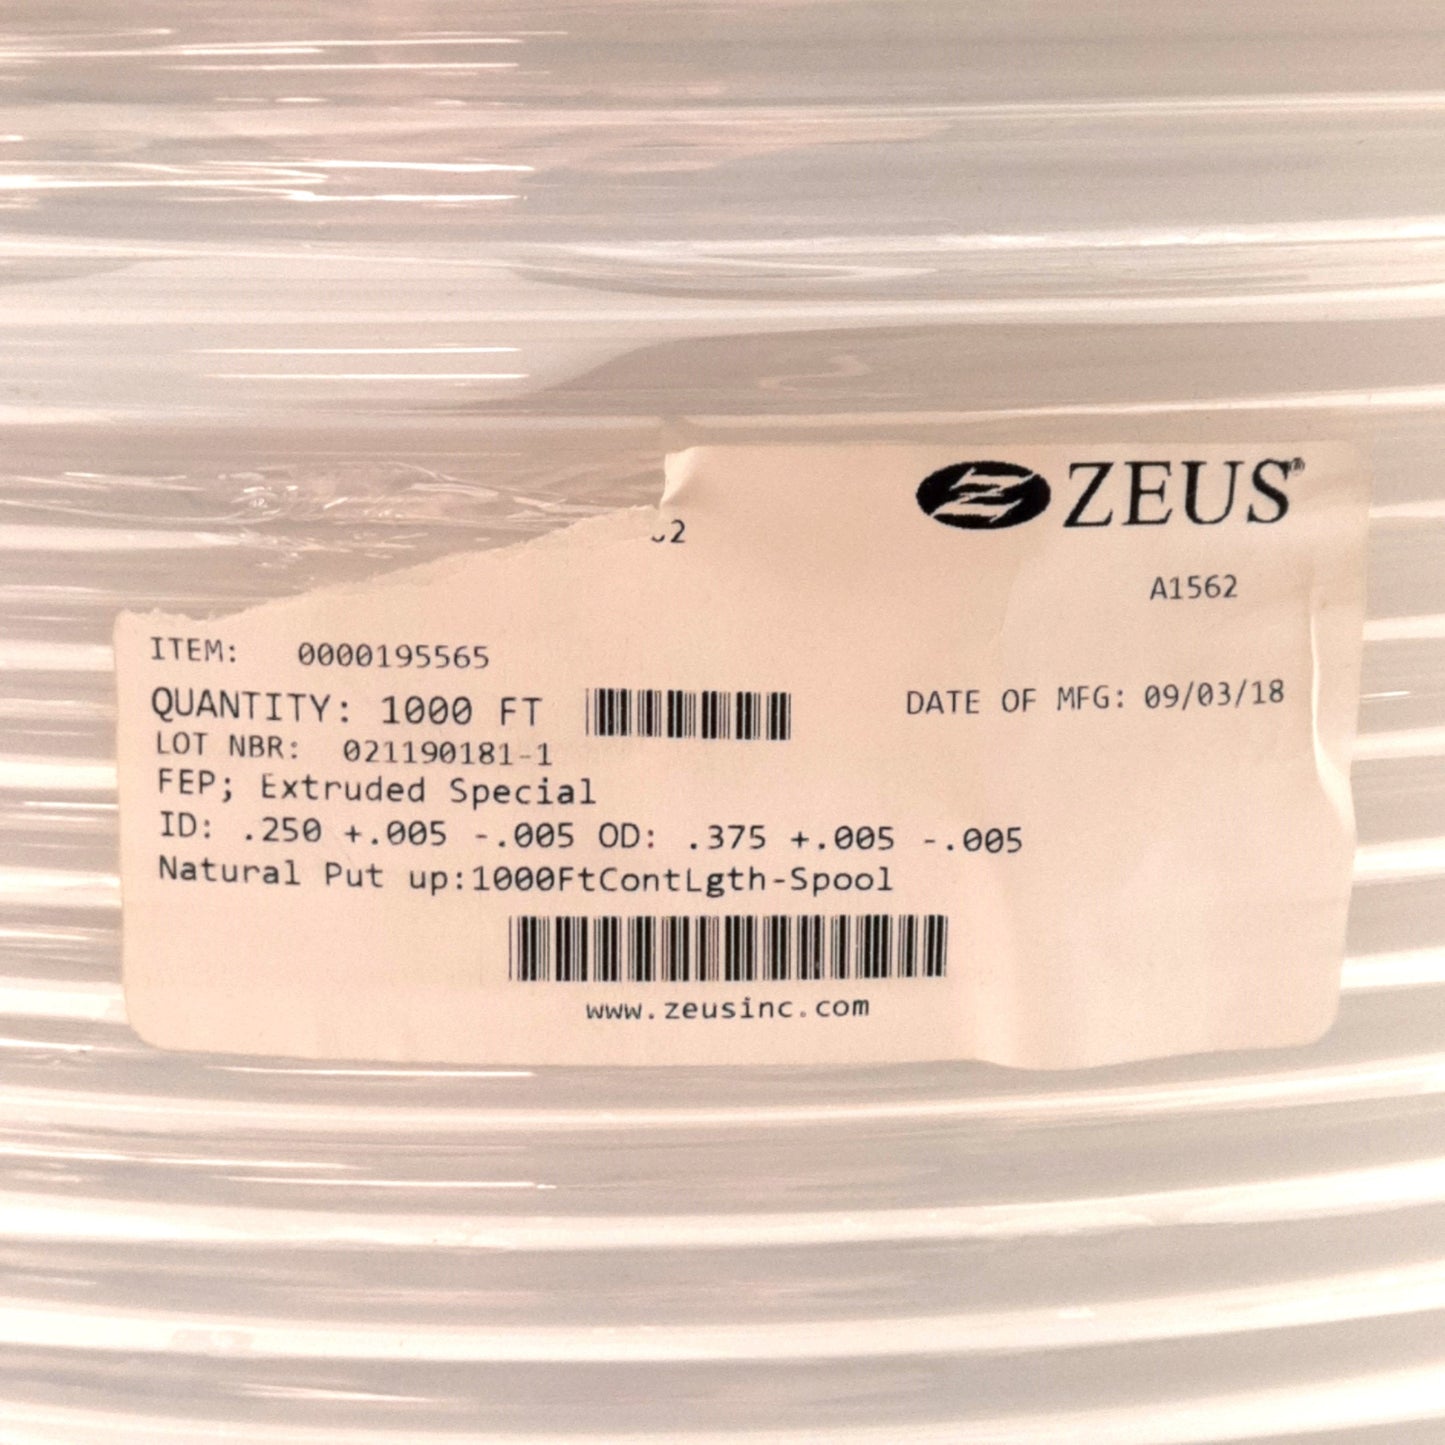 ZEUS®
A1562
ITEM: 0000195565
QUANTITY: 1000 FT
DATE OF MFG: 09/03/18
LOT NBR: 021190181-1
FEP; Extruded Special
ID: .250 +.005 -.005 OD: .375 +.005 -.005
Natural Put up:1000FtContLgth-Spool
www.zeusinc.com